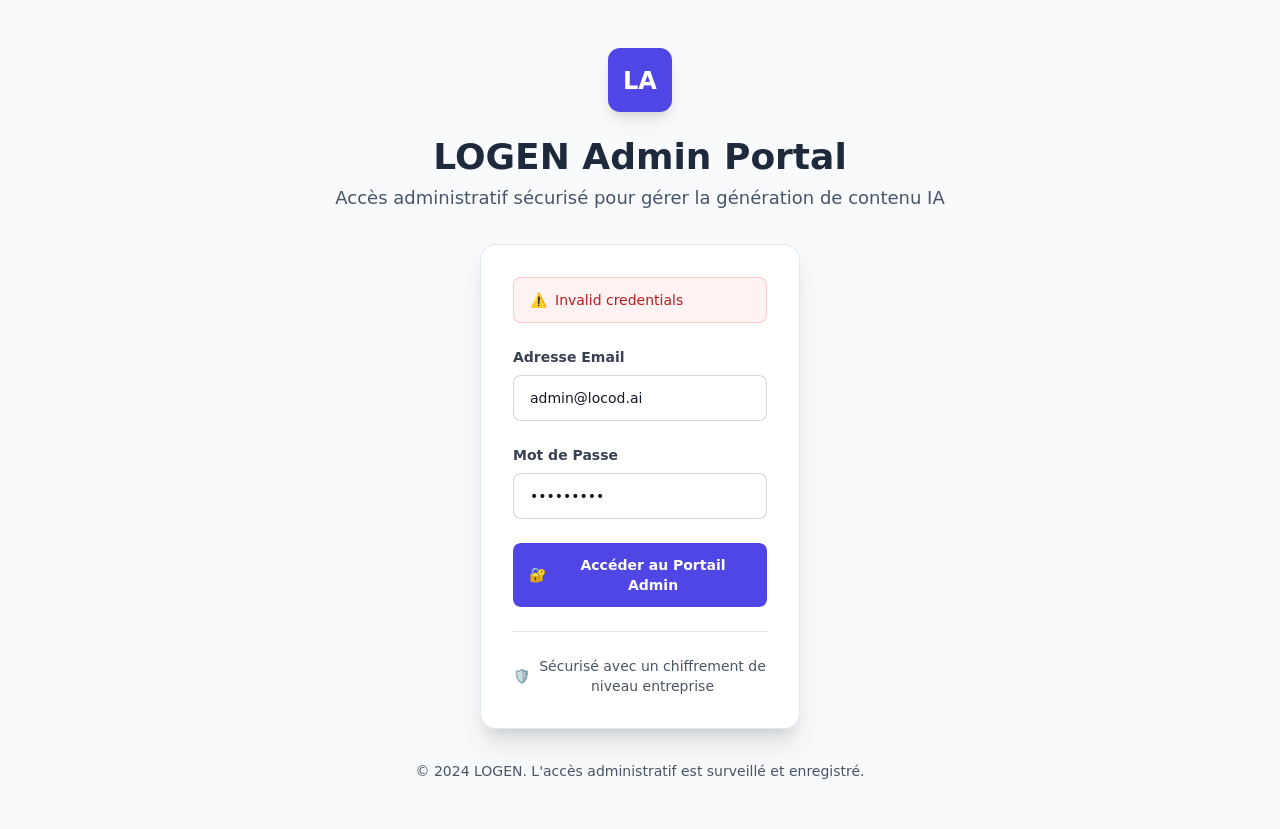 LA
LOGEN Admin Portal
Accès administratif sécurisé pour gérer la génération de contenu IA
⚠️ Invalid credentials
Adresse Email
admin@locod.ai
Mot de Passe
•••••••••
🔐 Accéder au Portail
Admin
🛡️ Sécurisé avec un chiffrement de
niveau entreprise
© 2024 LOGEN. L'accès administratif est surveillé et enregistré.